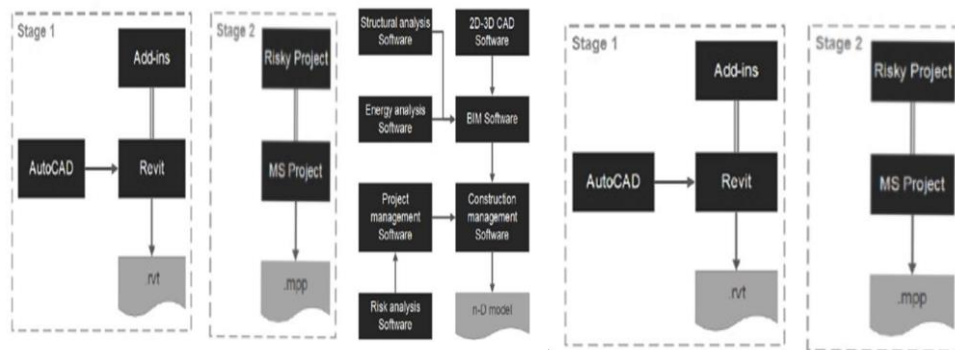 Stage 1
Add-ins
AutoCAD
Revit
.rvt
Stage 2
Risky Project
MS Project
.mpp
Structural analysis
Software
2D-3D CAD
Software
Energy analysis
Software
BIM Software
Project
management
Software
Construction
management
Software
Risk analysis
Software
n-D model
Stage 1
Add-ins
AutoCAD
Revit
.rvt
Stage 2
Risky Project
MS Project
.mpp